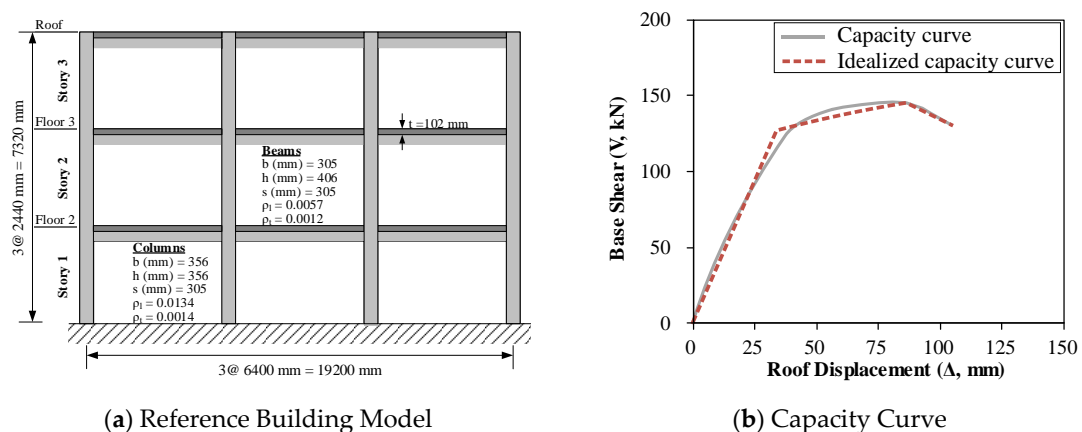 Roof
Story 3
3@ 2440 mm = 7320 mm
Floor 3
t =102 mm
Story 2
Beams
b (mm) = 305
h (mm) = 406
s (mm) = 305
ρl = 0.0057
ρt = 0.0012
Floor 2
Story 1
Columns
b (mm) = 356
h (mm) = 356
s (mm) = 305
ρl = 0.0134
ρt = 0.0014
3@ 6400 mm = 19200 mm
(a) Reference Building Model
200
150
100
50
0
Base Shear (V, kN)
Capacity curve
Idealized capacity curve
0 25 50 75 100 125 150
Roof Displacement (Δ, mm)
(b) Capacity Curve